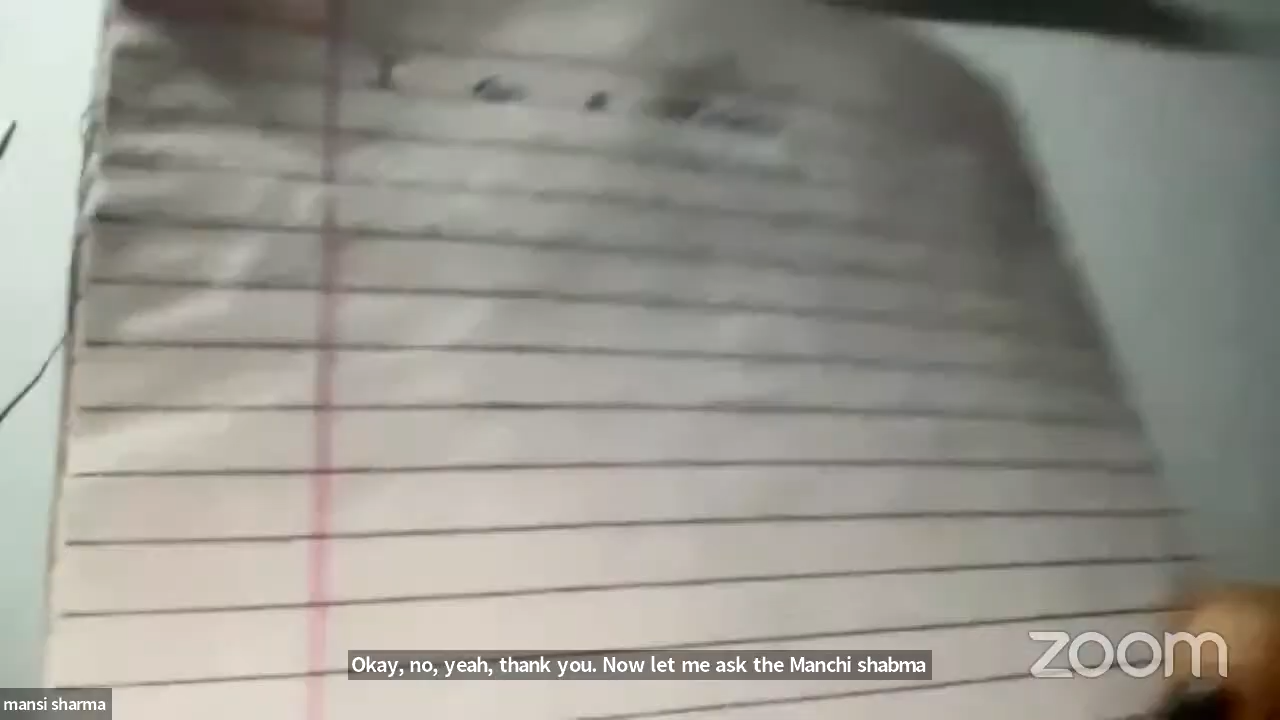 Okay, no, yeah, thank you. Now let me ask the Manchi shabma
zoom
mansi sharma